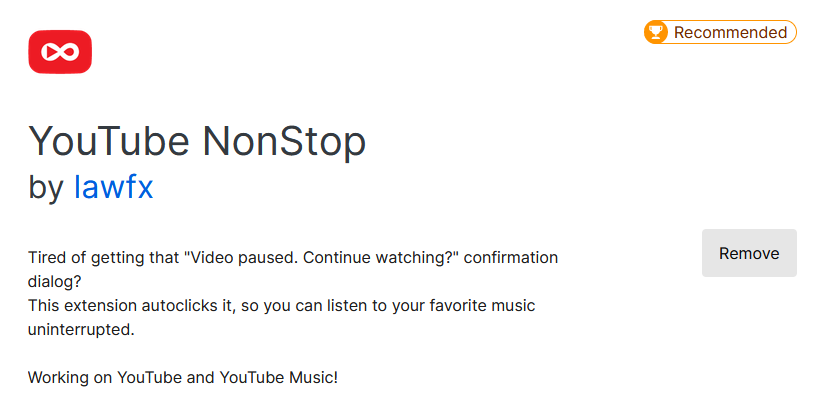 Recommended
YouTube NonStop
by lawfx
Tired of getting that "Video paused. Continue watching?" confirmation
dialog?
This extension autoclicks it, so you can listen to your favorite music
uninterrupted.
Remove
Working on YouTube and YouTube Music!